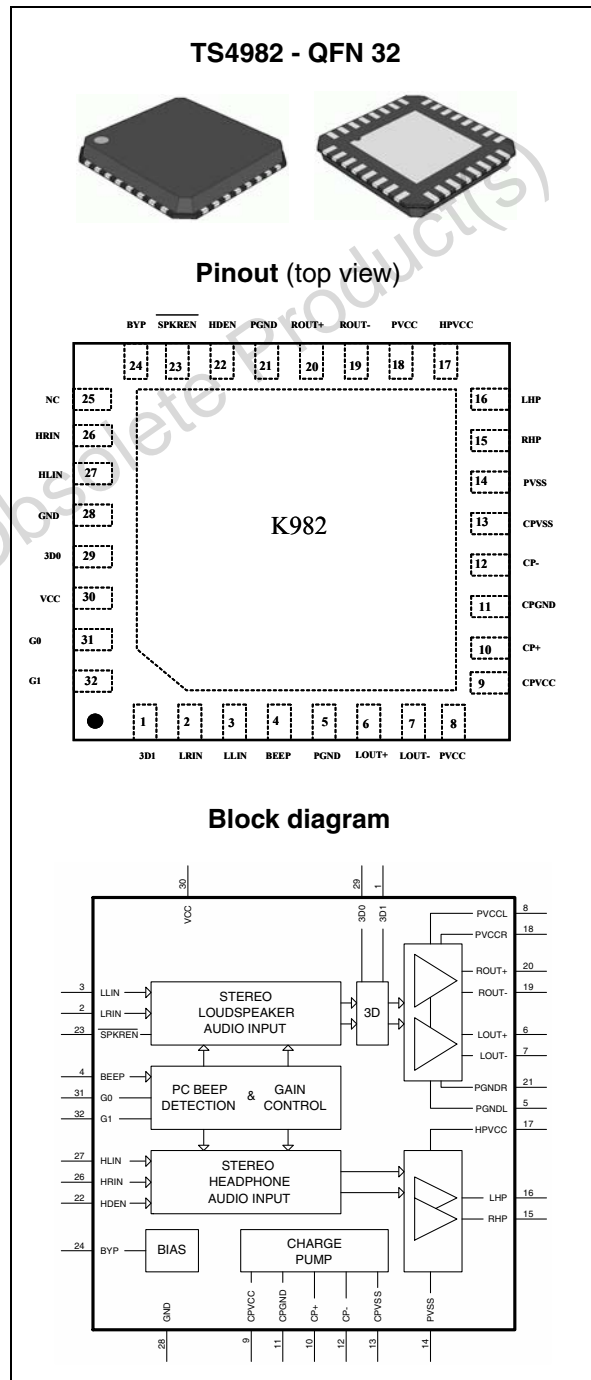 TS4982 - QFN 32
Obsolete Product(s)
Pinout (top view)
BYP SPKREN HDEN PGND ROUT+ ROUT- PVCC HPVCC
24 23 22 21 20 19 18 17
NC 25
HRIN 26
HLIN 27
GND 28
3D0 29
VCC 30
G0 31
G1 32
K982
16 LHP
15 RHP
14 PVSS
13 CPVSS
12 CP-
11 CPGND
10 CP+
9 CPVCC
1 2 3 4 5 6 7 8
3D1 LRIN LLIN BEEP PGND LOUT+ LOUT- PVCC
Block diagram
30 29 1
VCC 3D0 3D1
3 LLIN
2 LRIN
23 SPKREN
STEREO
LOUDSPEAKER
AUDIO INPUT
3D
PVCCL 8
PVCCR 18
ROUT+ 20
ROUT- 19
LOUT+ 6
LOUT- 7
PGNDR 21
PGNDL 5
HPVCC 17
4 BEEP
31 G0
32 G1
PC BEEP & GAIN
DETECTION CONTROL
27 HLIN
26 HRIN
22 HDEN
STEREO
HEADPHONE
AUDIO INPUT
LHP 16
RHP 15
24 BYP
BIAS
CHARGE
PUMP
GND CPVCC CPGND CP+ CP- CPVSS PVSS
28 9 11 10 12 13 14